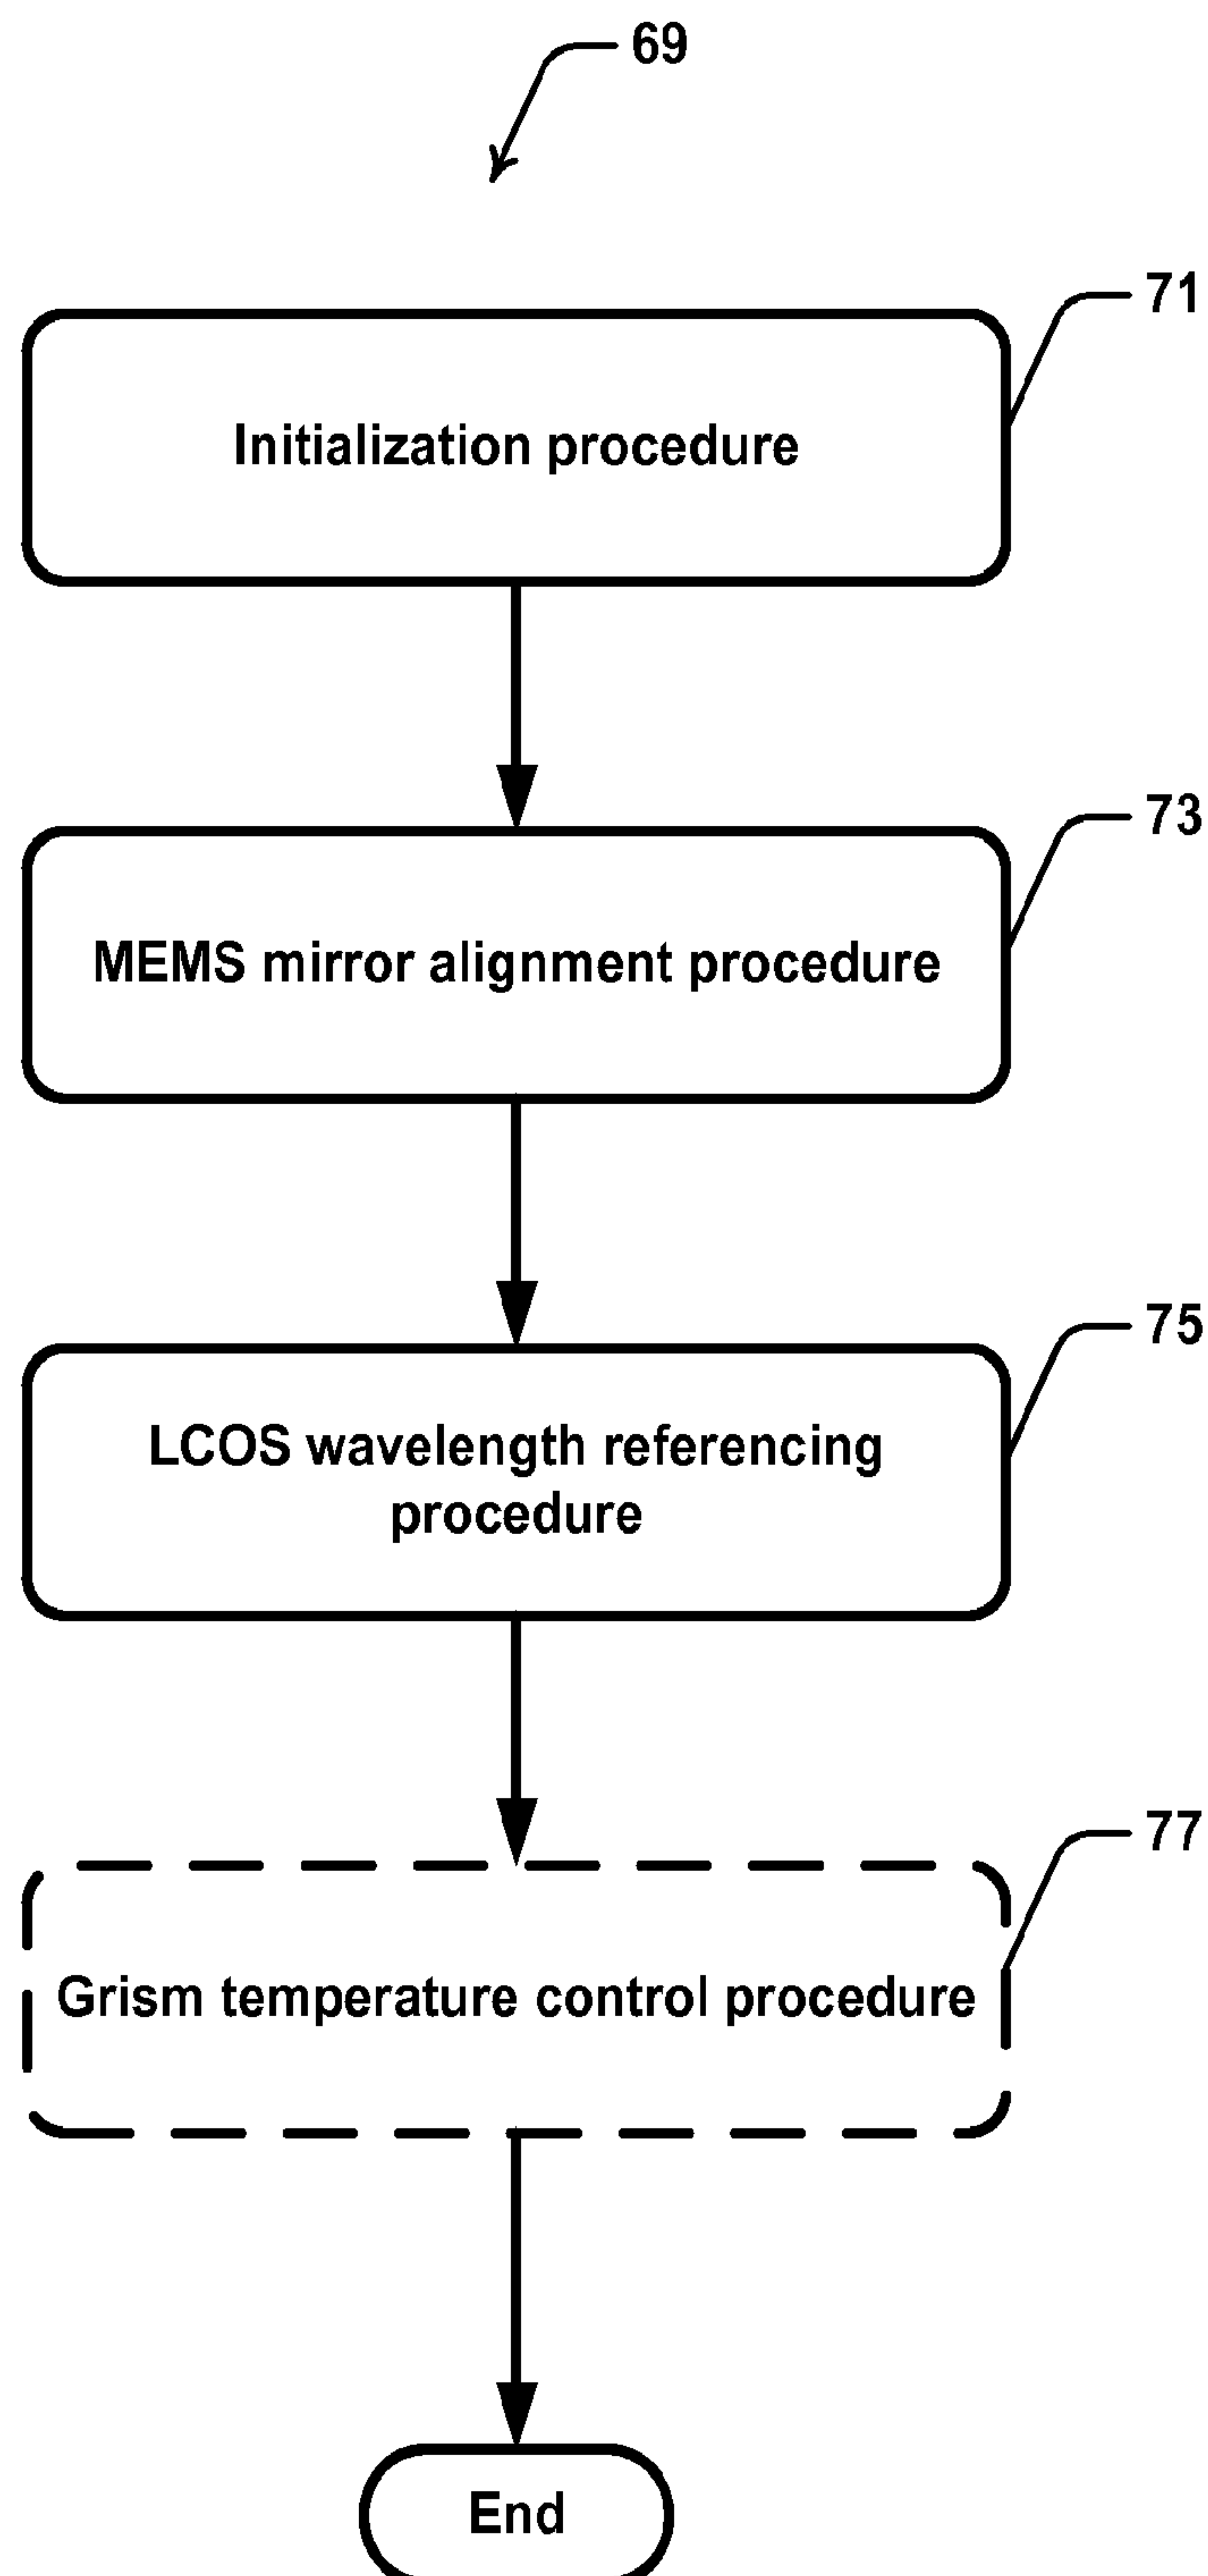 69
71
Initialization procedure
73
MEMS mirror alignment procedure
75
LCOS wavelength referencing
procedure
77
Grism temperature control procedure
End